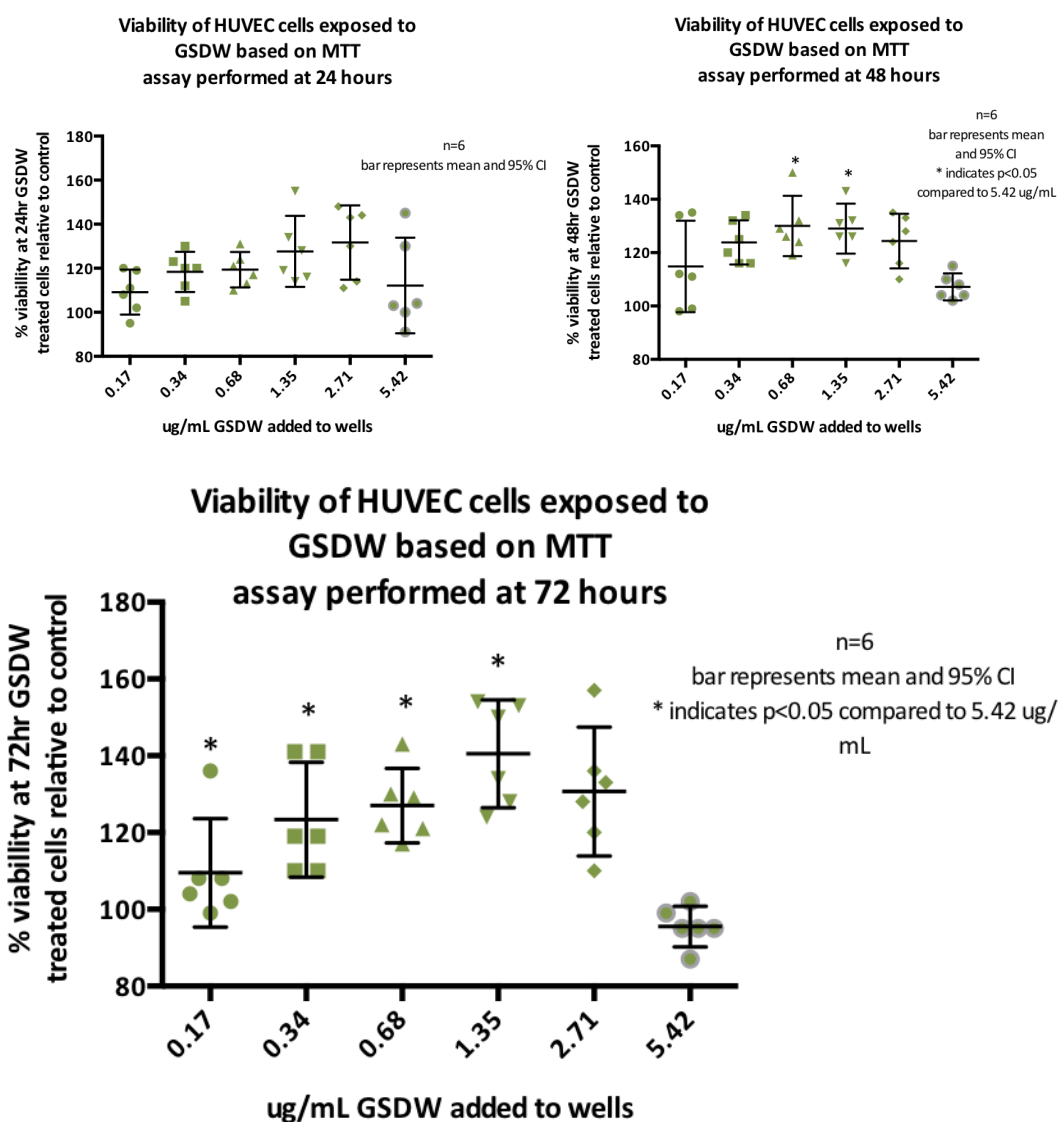 Viability of HUVEC cells exposed to
GSDW based on MTT
assay performed at 24 hours
% viability at 24hr GSDW
treated cells relative to control
180
160
140
120
100
80
n=6
bar represents mean and 95% CI
0.17
0.34
0.68
1.35
2.71
5.42
ug/mL GSDW added to wells
Viability of HUVEC cells exposed to
GSDW based on MTT
assay performed at 48 hours
% viability at 48hr GSDW
treated cells relative to control
160
140
120
100
80
*
*
n=6
bar represents mean
and 95% CI
* indicates p<0.05
compared to 5.42 ug/mL
0.17
0.34
0.68
1.35
2.71
5.42
ug/mL GSDW added to wells
Viability of HUVEC cells exposed to
GSDW based on MTT
assay performed at 72 hours
% viabillity at 72hr GSDW
treated cells relative to control
180
160
140
120
100
80
*
*
*
*
n=6
bar represents mean and 95% CI
* indicates p<0.05 compared to 5.42 ug/
mL
0.17
0.34
0.68
1.35
2.71
5.42
ug/mL GSDW added to wells